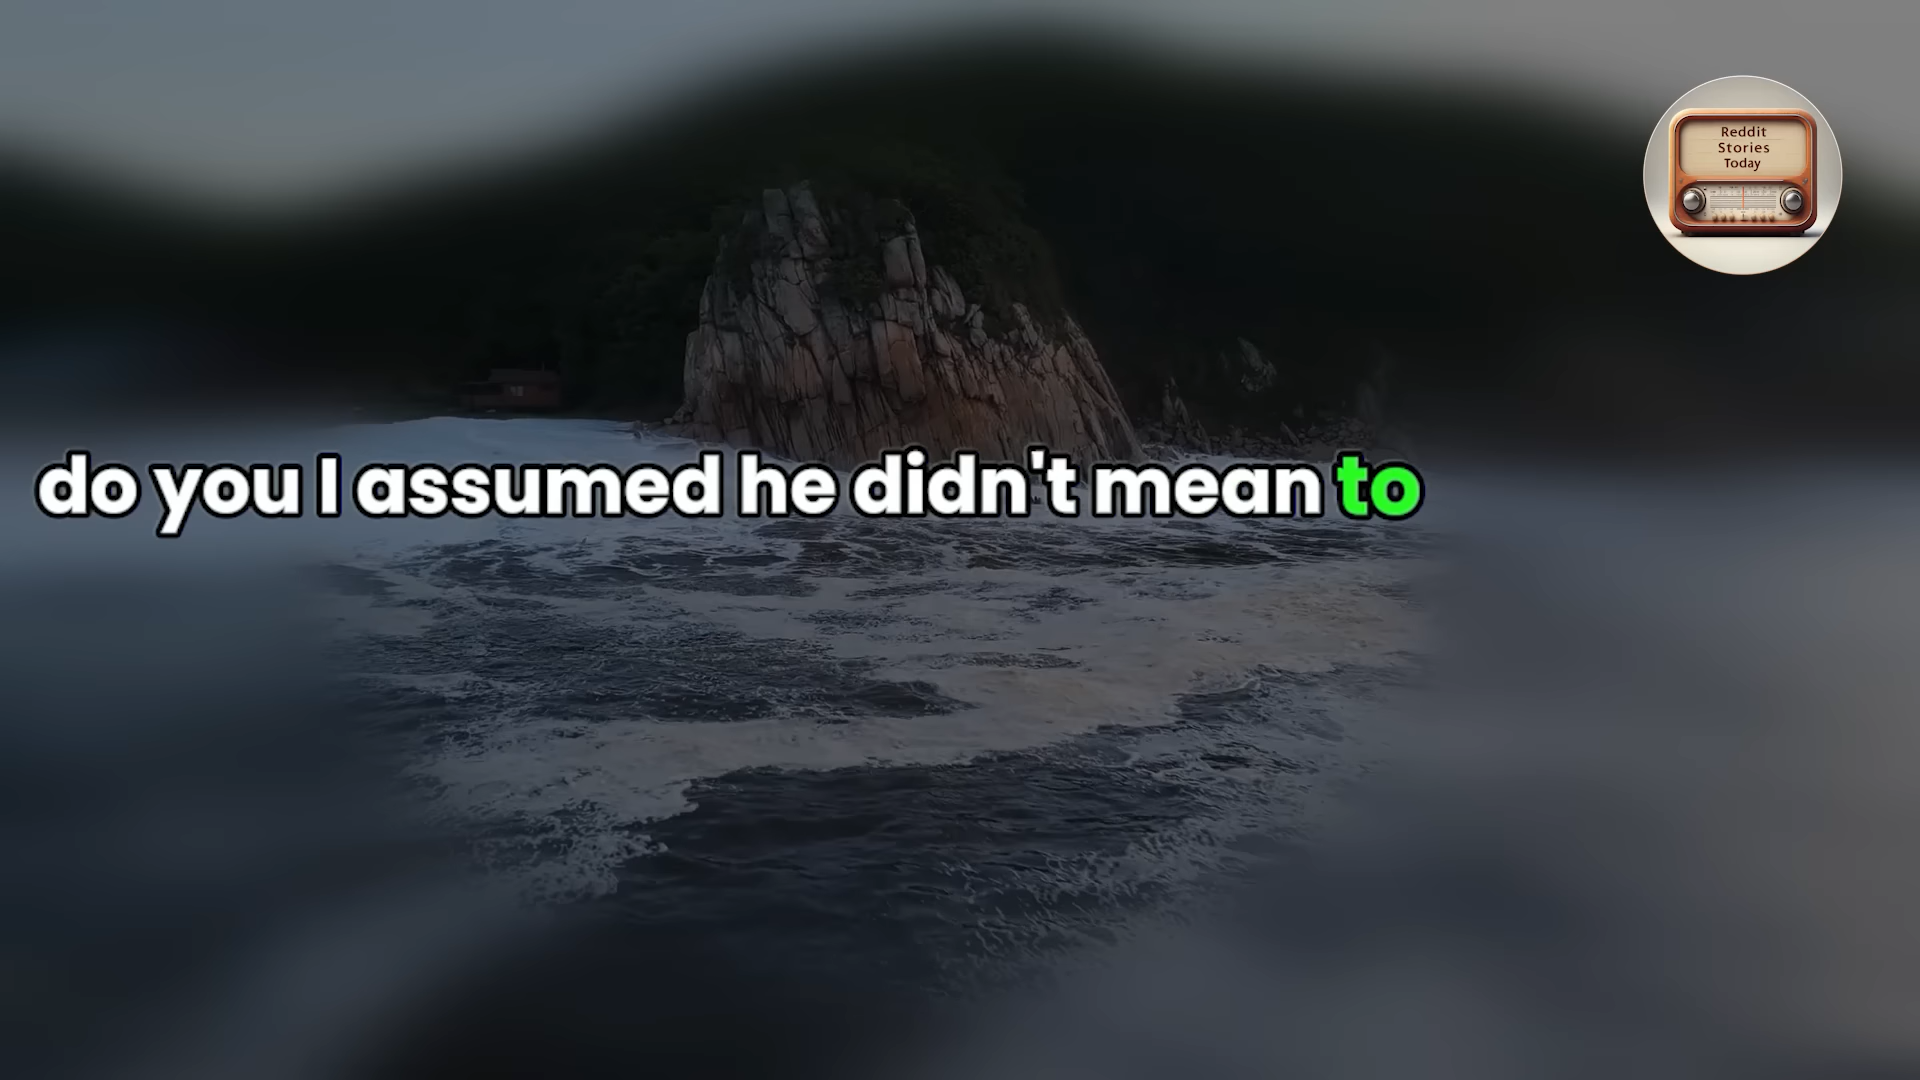 Reddit
Stories
Today
do you I assumed he didn't mean to